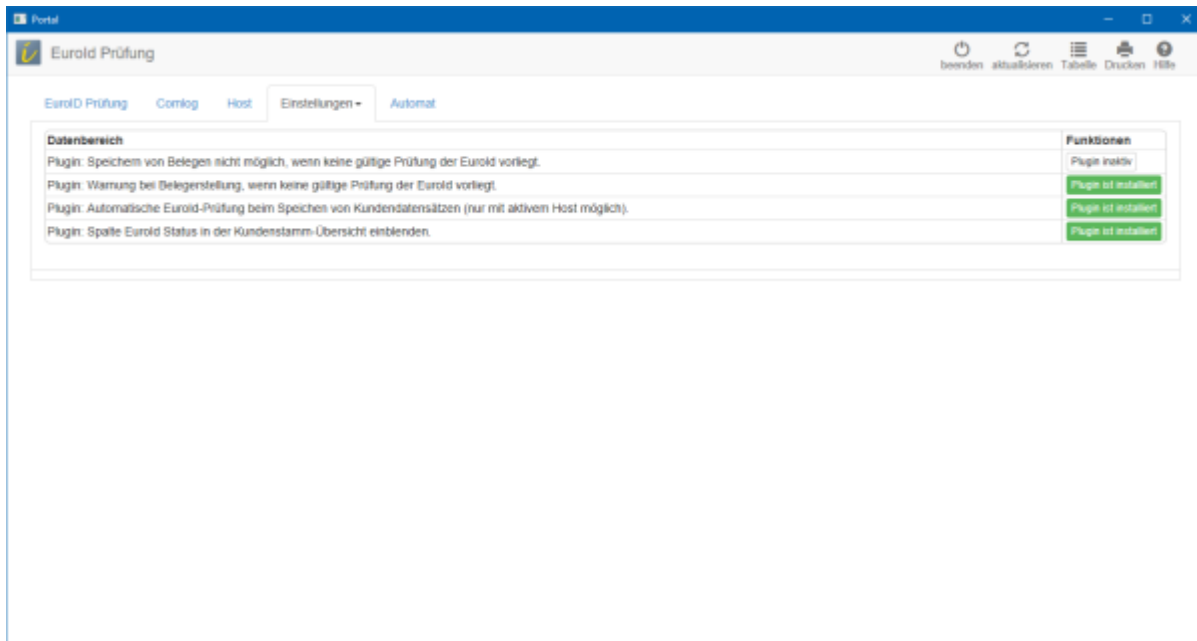 Portal
EuroId Prüfung
beenden aktualisieren Tabelle Drucken Hilfe
EuroID Prüfung Comlog Host Einstellungen Automat
Datenbereich Funktionen
Plugin: Speichern von Belegen nicht möglich, wenn keine gültige Prüfung der EuroId vorliegt. Plugin inaktiv
Plugin: Warnung bei Belegerstellung, wenn keine gültige Prüfung der EuroId vorliegt. Plugin ist installiert
Plugin: Automatische EuroId-Prüfung beim Speichen von Kundendatensätzen (nur mit aktivem Host möglich). Plugin ist installiert
Plugin: Spalte EuroId Status in der Kundenstamm-Übersicht einblenden. Plugin ist installiert